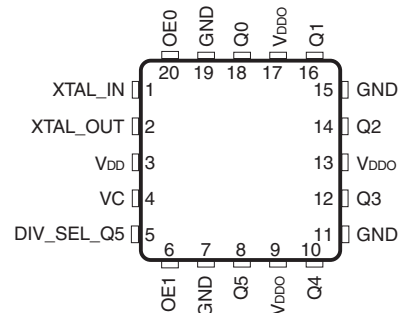 OE0 GND Q0 VDDO Q1
20 19 18 17 16
XTAL_IN 1 15 GND
XTAL_OUT 2 14 Q2
VDD 3 13 VDDO
VC 4 12 Q3
DIV_SEL_Q5 5 11 GND
6 7 8 9 10
OE1 GND Q5 VDDO Q4